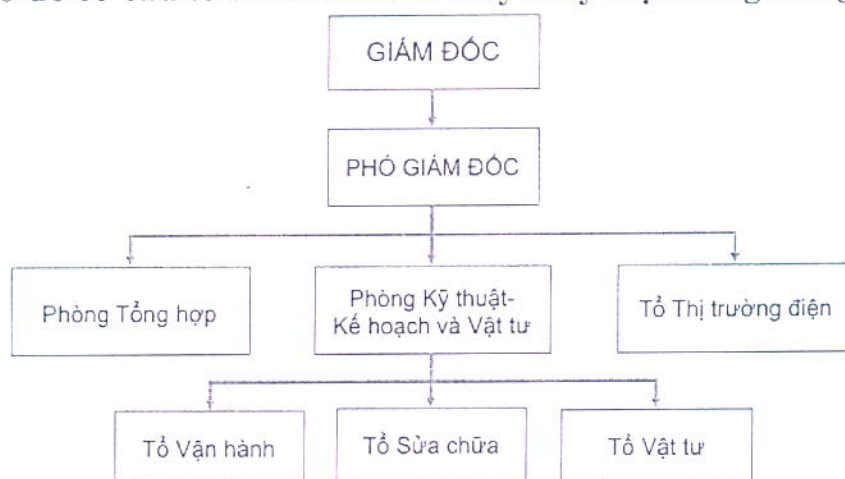 GIÁM ĐỐC
PHÓ GIÁM ĐỐC
Phòng Tổng hợp
Phòng Kỹ thuật-
Kế hoạch và Vật tư
Tổ Thị trường điện
Tổ Vận hành
Tổ Sửa chữa
Tổ Vật tư